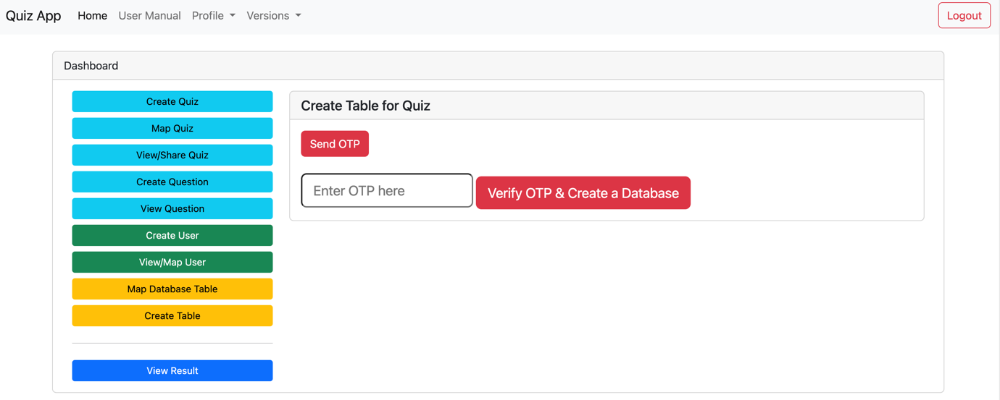 Quiz App Home User Manual Profile Versions Logout
Dashboard
Create Quiz
Map Quiz
View/Share Quiz
Create Question
View Question
Create User
View/Map User
Map Database Table
Create Table
View Result
Create Table for Quiz
Send OTP
Enter OTP here Verify OTP & Create a Database